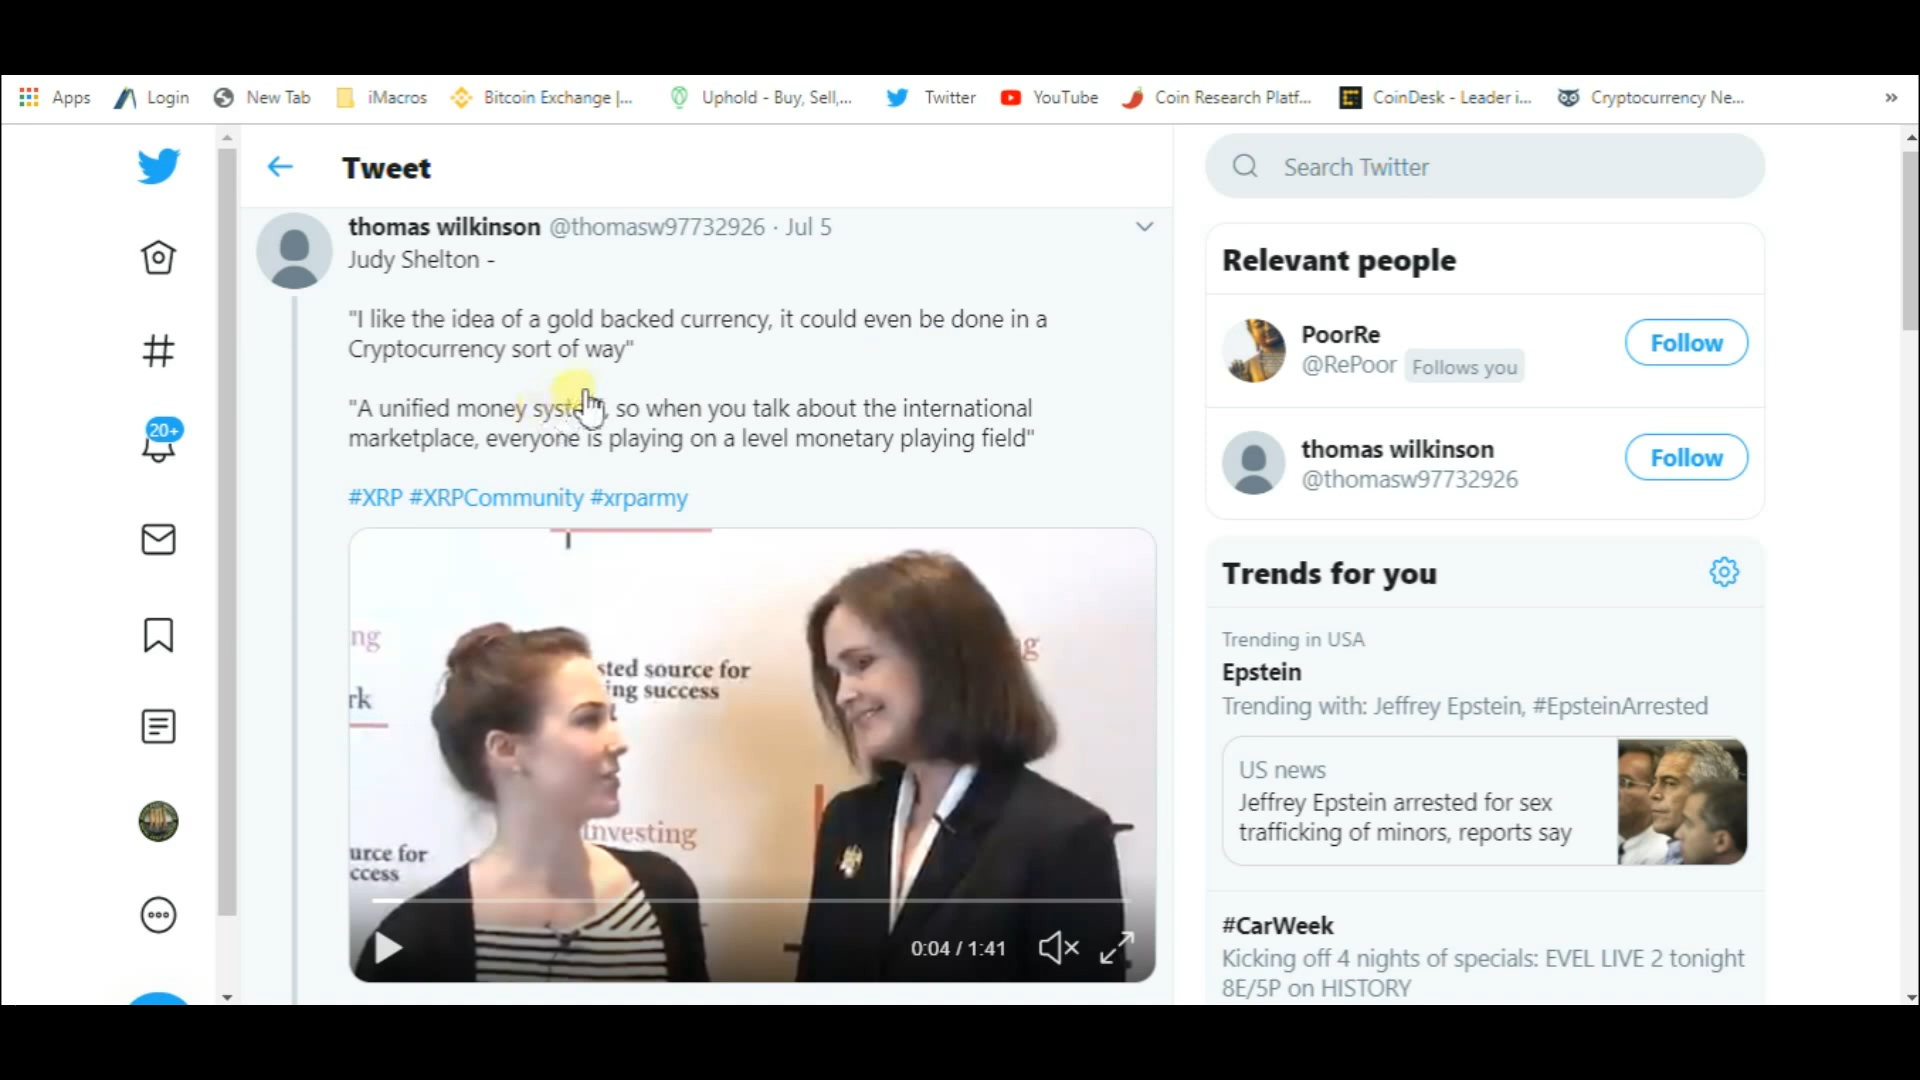 Apps Login New Tab iMacros Bitcoin Exchange |... Uphold - Buy, Sell,... Twitter YouTube Coin Research Platf... CoinDesk - Leader i... Cryptocurrency Ne... »
Tweet
thomas wilkinson @thomasw97732926 · Jul 5
Judy Shelton -
"I like the idea of a gold backed currency, it could even be done in a
Cryptocurrency sort of way"
"A unified money system, so when you talk about the international
marketplace, everyone is playing on a level monetary playing field"
#XRP #XRPCommunity #xrparmy
ng
rk
sted source for
ing success
ng
Investing
urce for
ccess
0:04 / 1:41
20+
Search Twitter
Relevant people
PoorRe
@RePoor Follows you
Follow
thomas wilkinson
@thomasw97732926
Follow
Trends for you
Trending in USA
Epstein
Trending with: Jeffrey Epstein, #EpsteinArrested
US news
Jeffrey Epstein arrested for sex
trafficking of minors, reports say
#CarWeek
Kicking off 4 nights of specials: EVEL LIVE 2 tonight
8E/5P on HISTORY